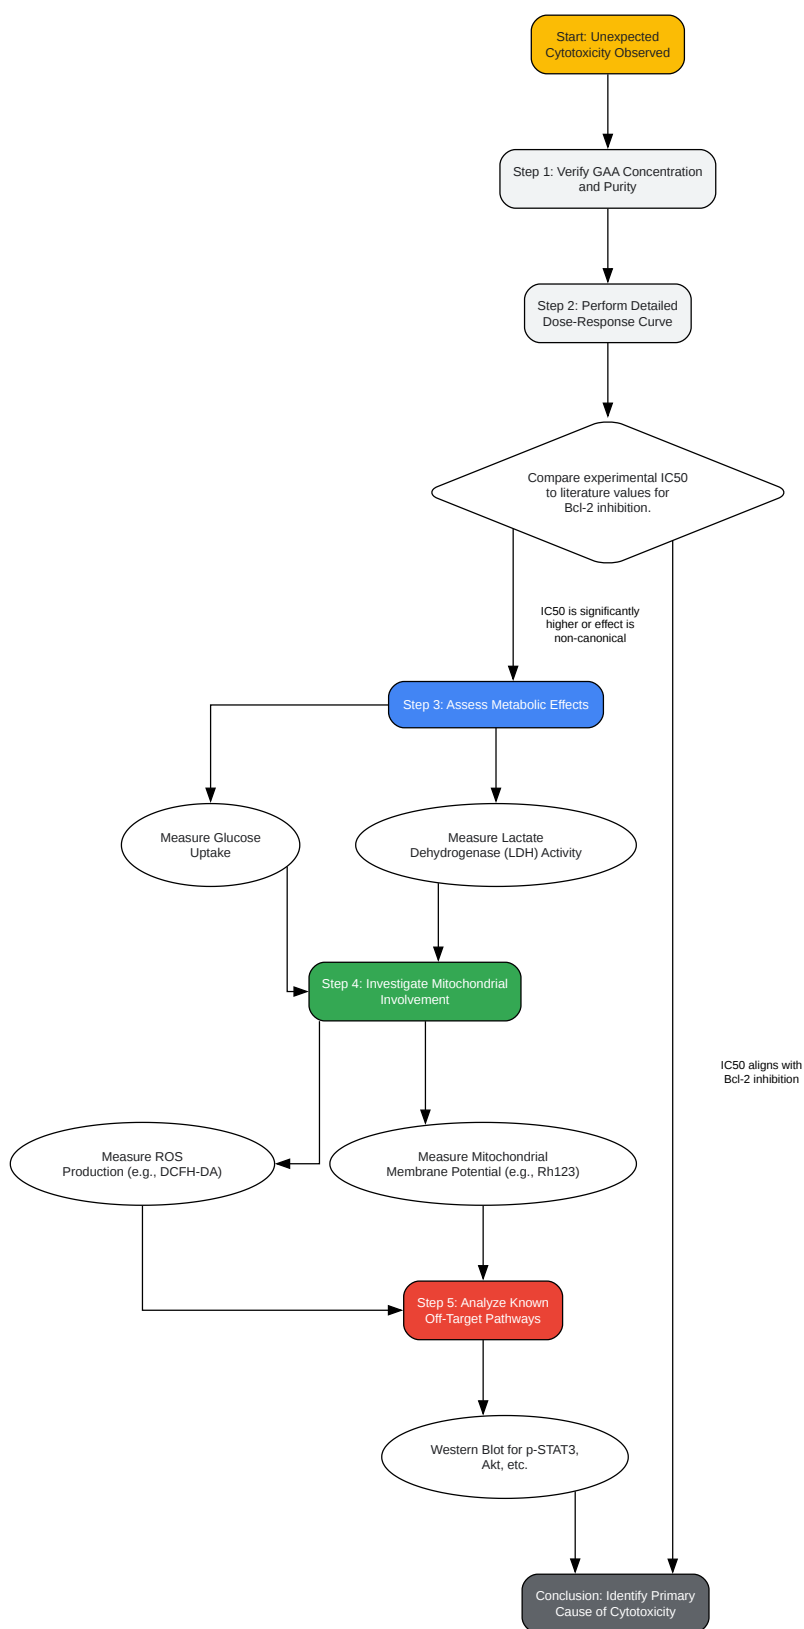 Start: Unexpected
Cytotoxicity Observed
Step 1: Verify GAA Concentration
and Purity
Step 2: Perform Detailed
Dose-Response Curve
Compare experimental IC50
to literature values for
Bcl-2 inhibition.
IC50 is significantly
higher or effect is
non-canonical
Step 3: Assess Metabolic Effects
Measure Glucose
Uptake
Measure Lactate
Dehydrogenase (LDH) Activity
Step 4: Investigate Mitochondrial
Involvement
IC50 aligns with
Bcl-2 inhibition
Measure ROS
Production (e.g., DCFH-DA)
Measure Mitochondrial
Membrane Potential (e.g., Rh123)
Step 5: Analyze Known
Off-Target Pathways
Western Blot for p-STAT3,
Akt, etc.
Conclusion: Identify Primary
Cause of Cytotoxicity